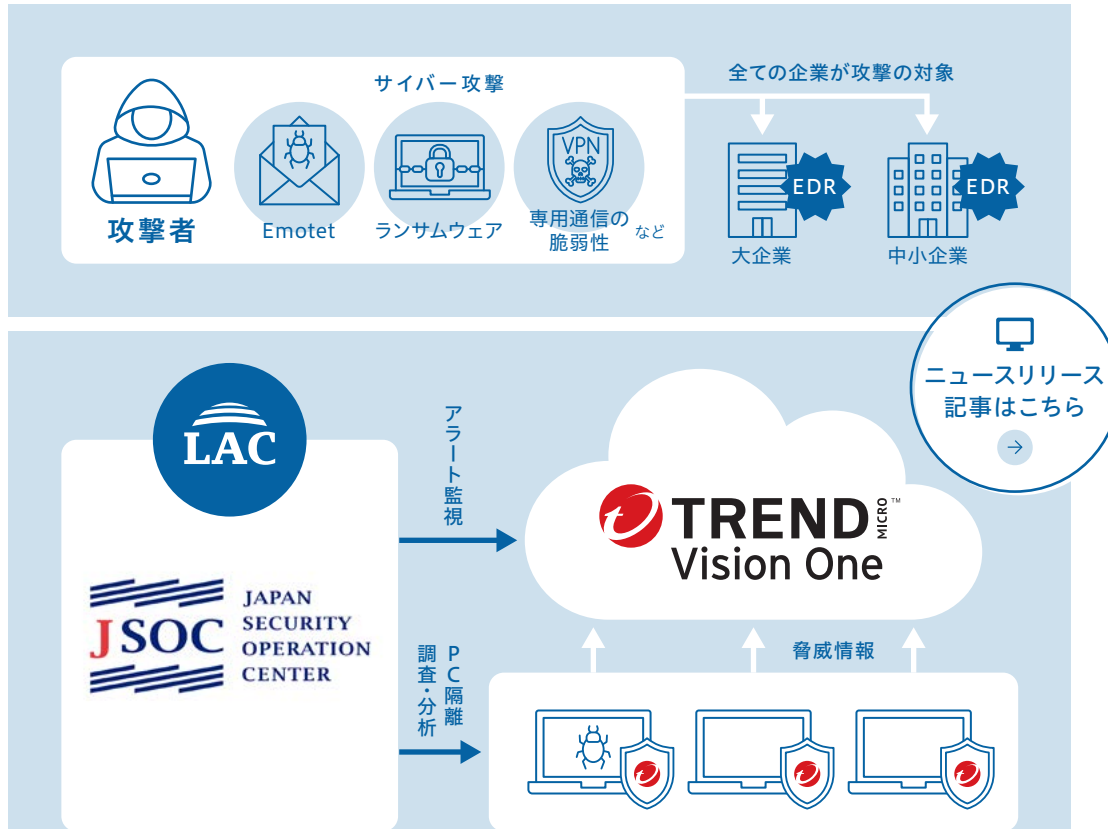 サイバー攻撃
全ての企業が攻撃の対象
VPN
EDR
EDR
攻撃者
Emotet
ランサムウェア
専用通信の
脆弱性
など
大企業
中小企業
ニュースリリース
記事はこちら
LAC
アラート監視
TREND MICRO™
Vision One
JSOC
JAPAN
SECURITY
OPERATION
CENTER
PC隔離
調査・分析
脅威情報